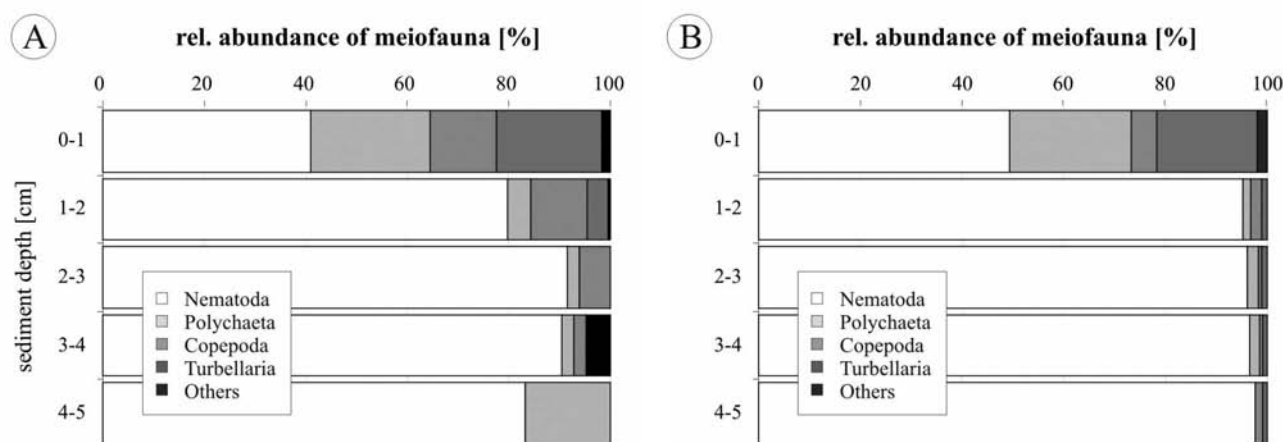 A
rel. abundance of meiofauna [%]
0 20 40 60 80 100
sediment depth [cm]
0-1
1-2
2-3
3-4
4-5
Nematoda
Polychaeta
Copepoda
Turbellaria
Others
B
rel. abundance of meiofauna [%]
0 20 40 60 80 100
0-1
1-2
2-3
3-4
4-5
Nematoda
Polychaeta
Copepoda
Turbellaria
Others